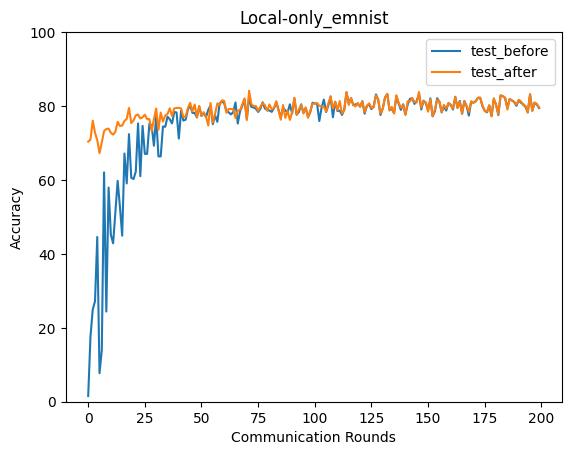 Local-only_emnist
test_before
test_after
Accuracy
100
80
60
40
20
0
0 25 50 75 100 125 150 175 200
Communication Rounds